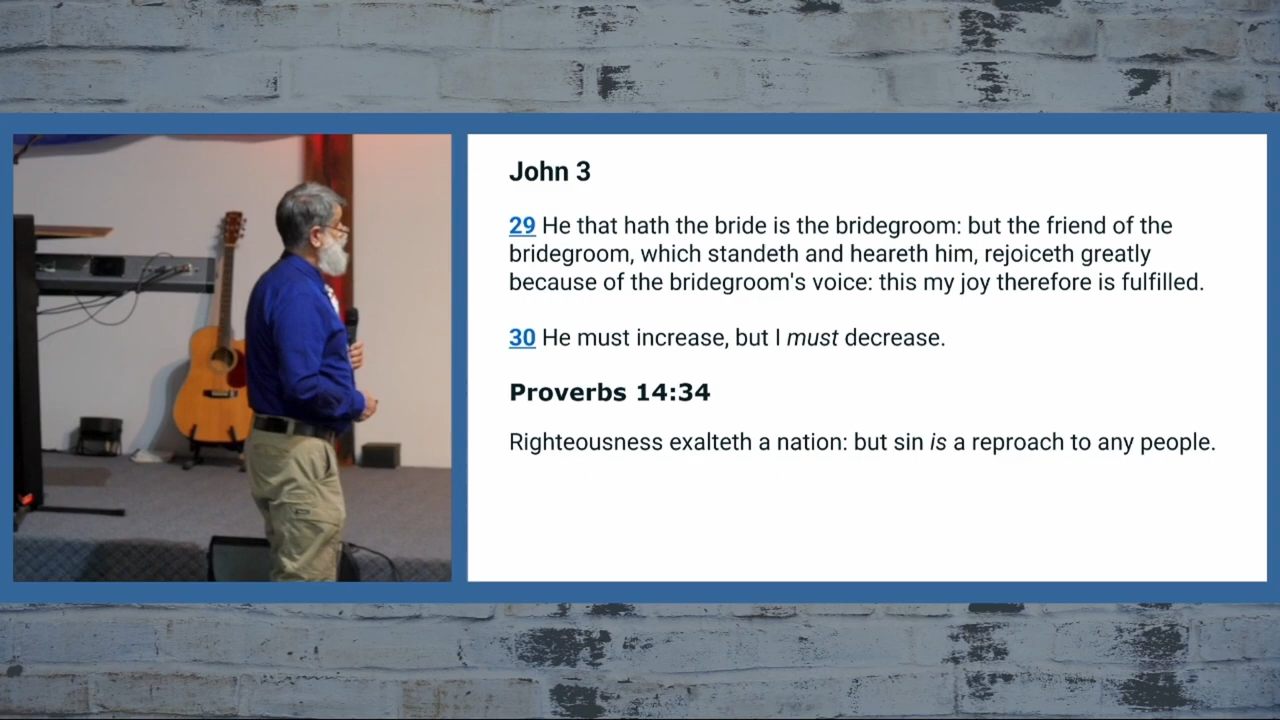 John 3
29 He that hath the bride is the bridegroom: but the friend of the
bridegroom, which standeth and heareth him, rejoiceth greatly
because of the bridegroom's voice: this my joy therefore is fulfilled.
30 He must increase, but I must decrease.
Proverbs 14:34
Righteousness exalteth a nation: but sin is a reproach to any people.